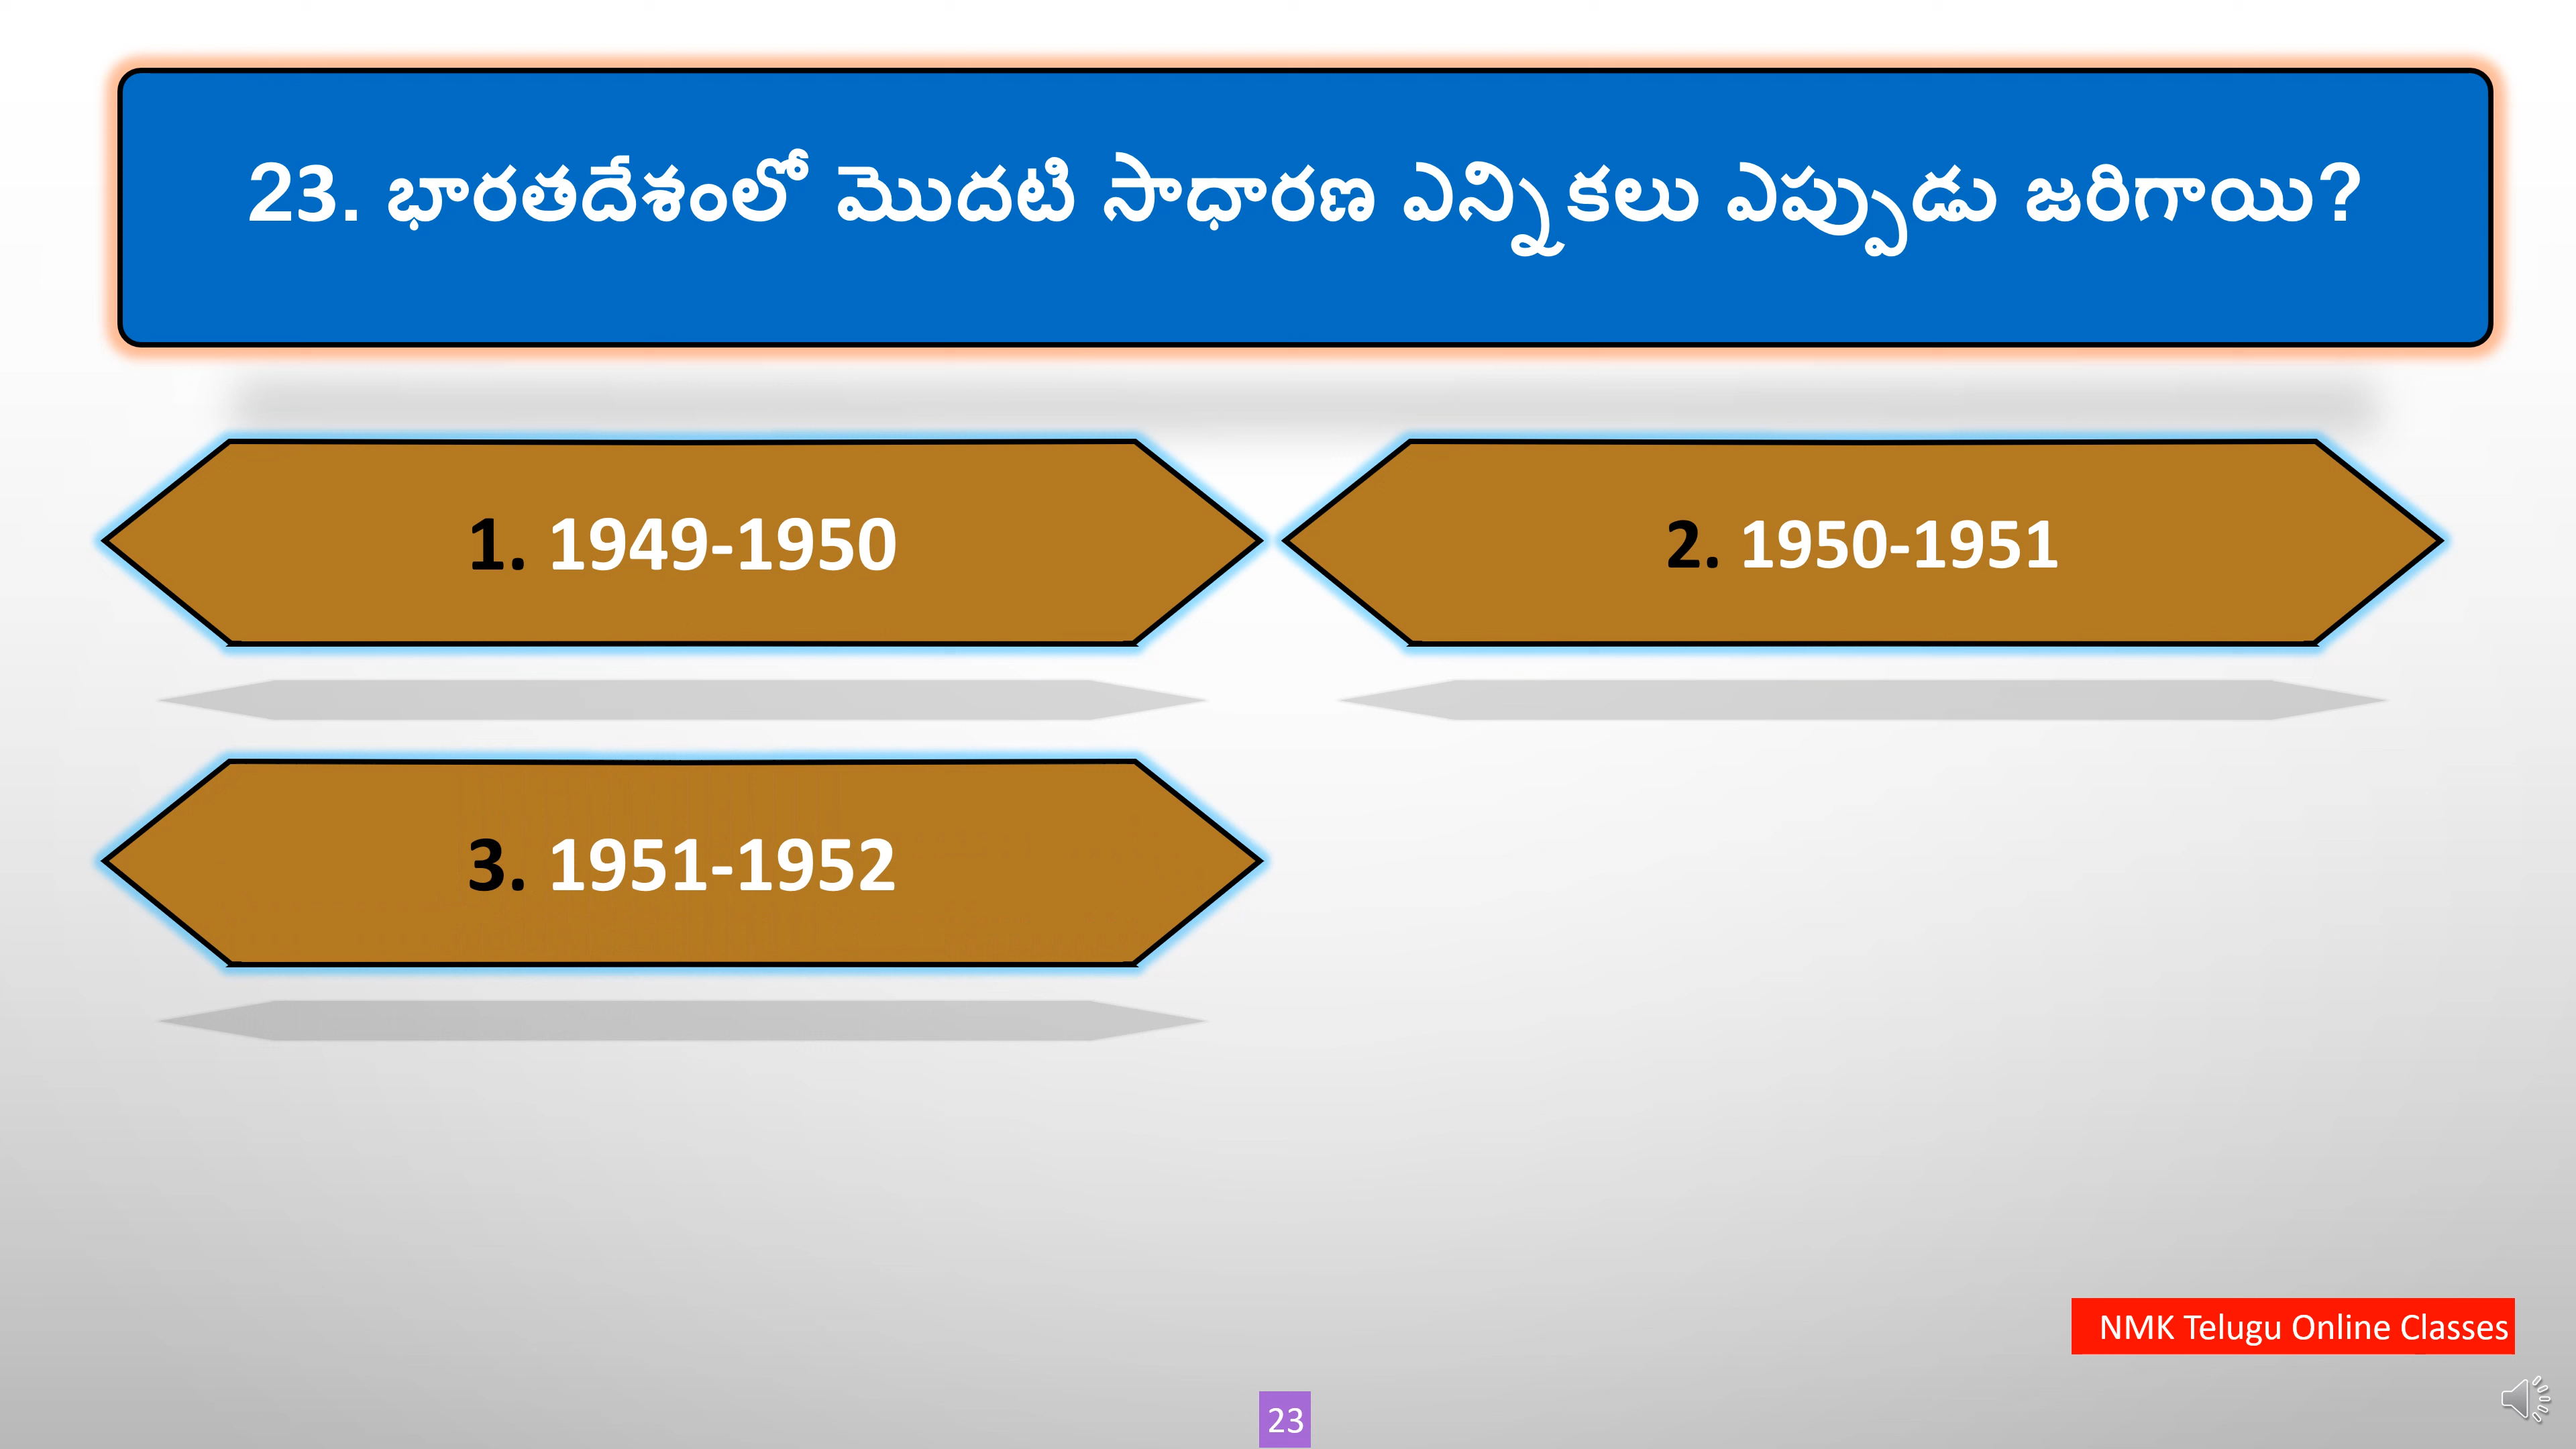 23. భారతదేశంలో మొదటి సాధారణ ఎన్నికలు ఎప్పుడు జరిగాయి?
1. 1949-1950
2. 1950-1951
3. 1951-1952
NMK Telugu Online Classes
23